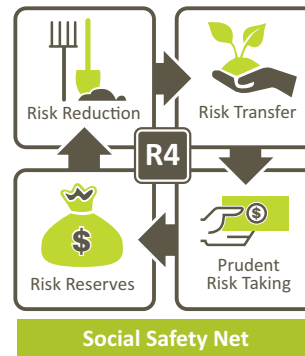 Risk Reduction
Risk Transfer
R4
Risk Reserves
$
$
Prudent
Risk Taking
Social Safety Net